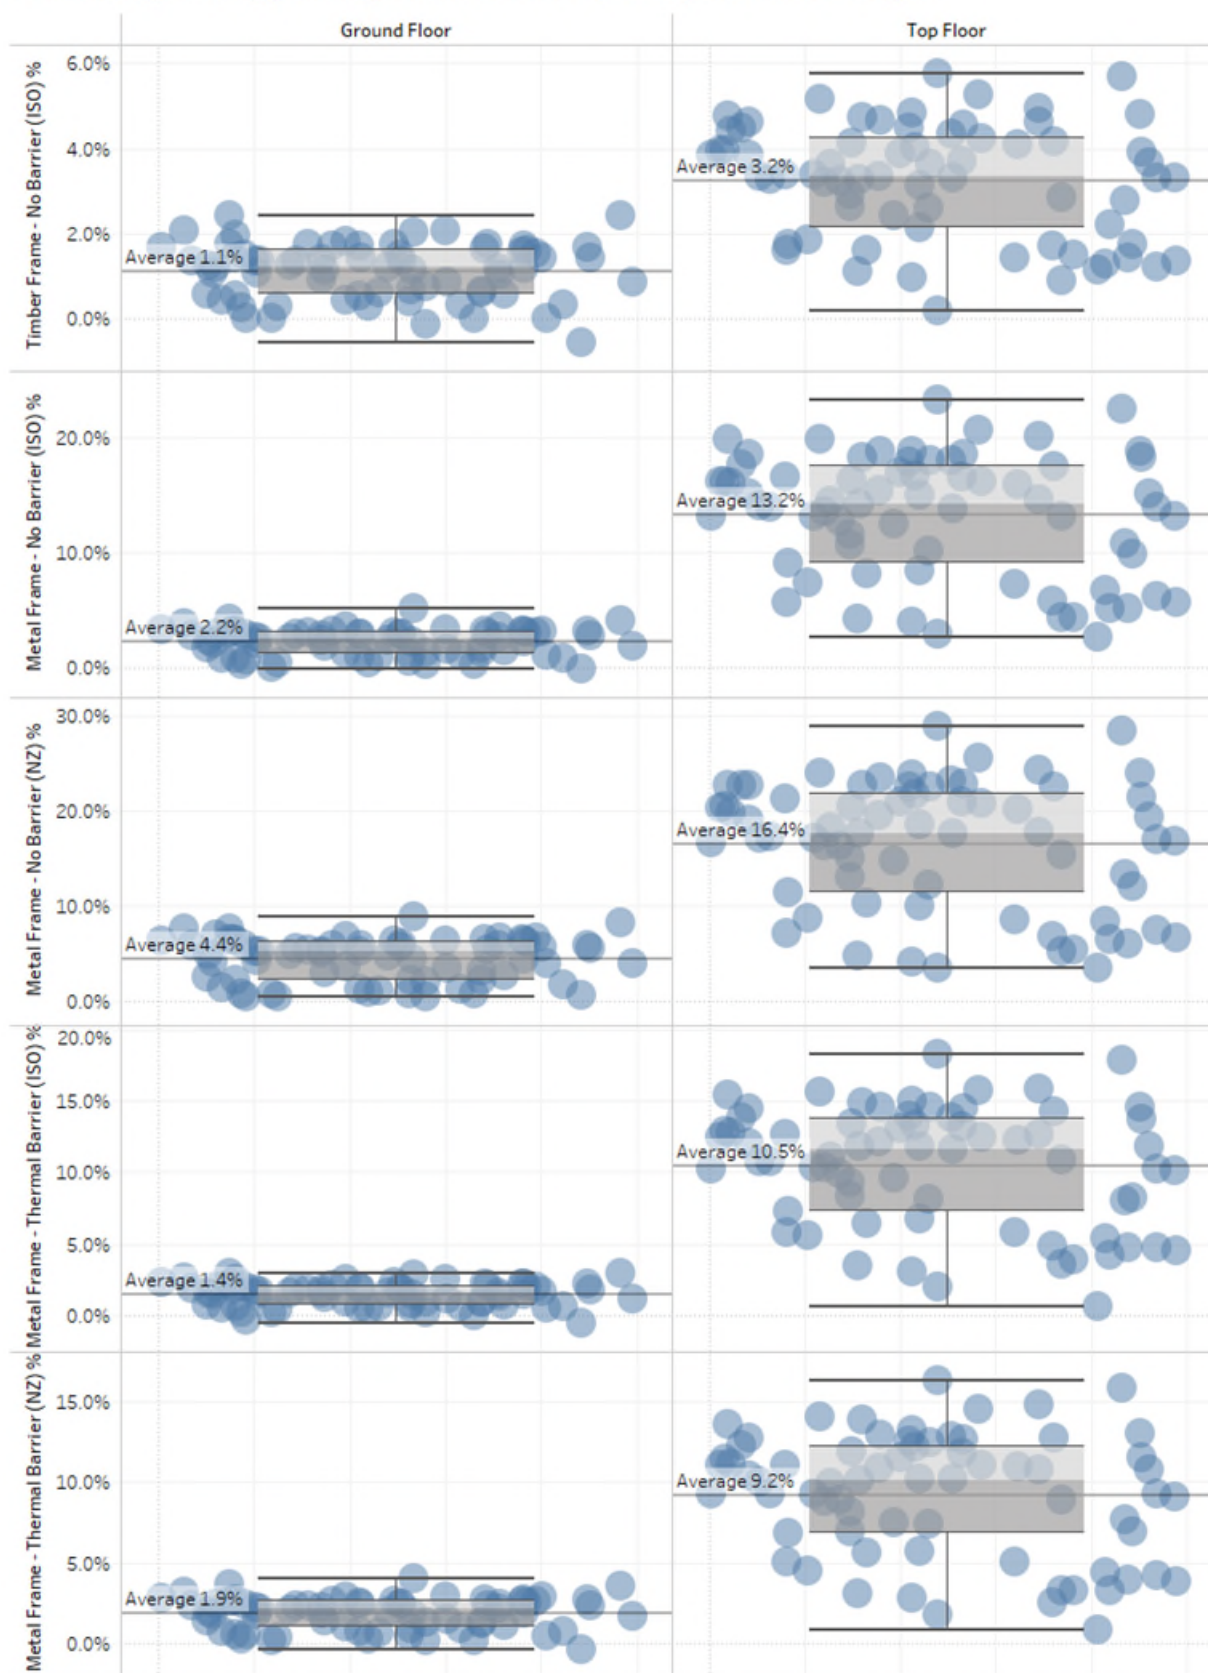 Ground Floor
Top Floor
Timber Frame - No Barrier (ISO) %
6.0%
4.0%
2.0%
0.0%
Average 1.1%
Average 3.2%
Metal Frame - No Barrier (ISO) %
20.0%
10.0%
0.0%
Average 2.2%
Average 13.2%
Metal Frame - No Barrier (NZ) %
30.0%
20.0%
10.0%
0.0%
Average 4.4%
Average 16.4%
Metal Frame - Thermal Barrier (ISO) %
20.0%
15.0%
10.0%
5.0%
0.0%
Average 1.4%
Average 10.5%
Metal Frame - Thermal Barrier (NZ) %
15.0%
10.0%
5.0%
0.0%
Average 1.9%
Average 9.2%